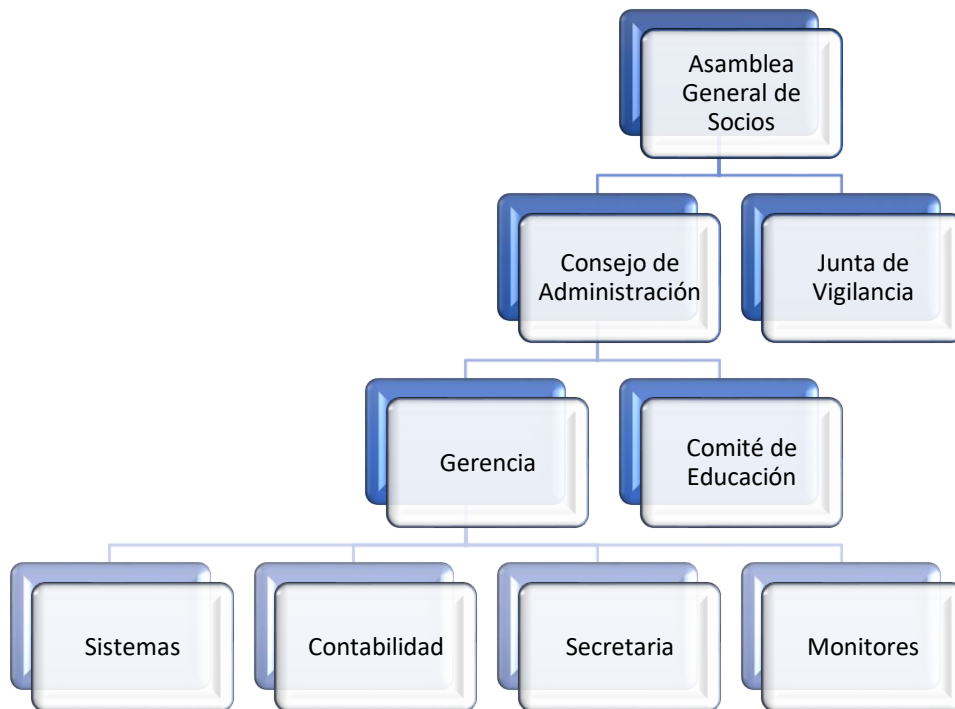 Asamblea
General de
Socios
Consejo de
Administración
Junta de
Vigilancia
Gerencia
Comité de
Educación
Sistemas
Contabilidad
Secretaria
Monitores